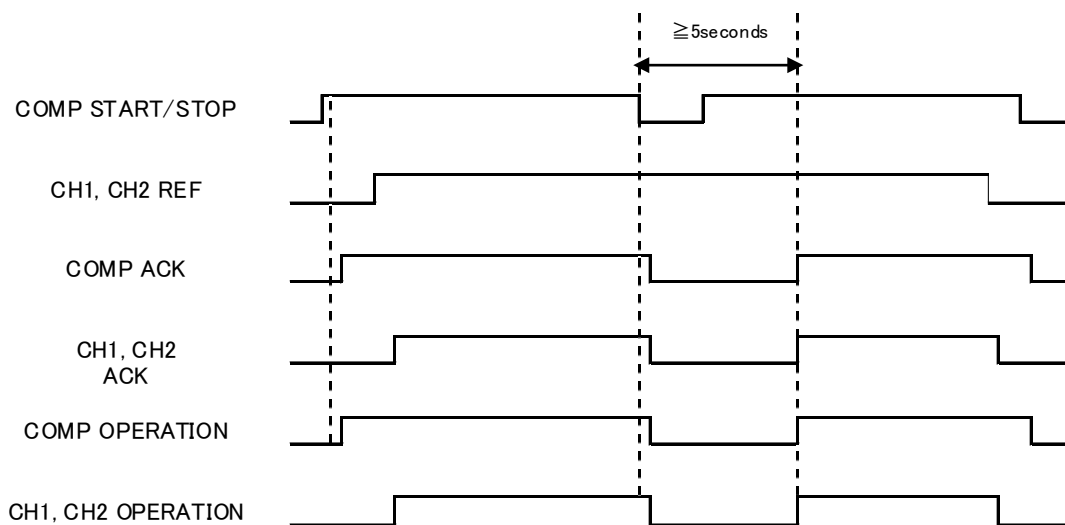 ≧5seconds
COMP START/STOP
CH1, CH2 REF
COMP ACK
CH1, CH2
ACK
COMP OPERATION
CH1, CH2 OPERATION